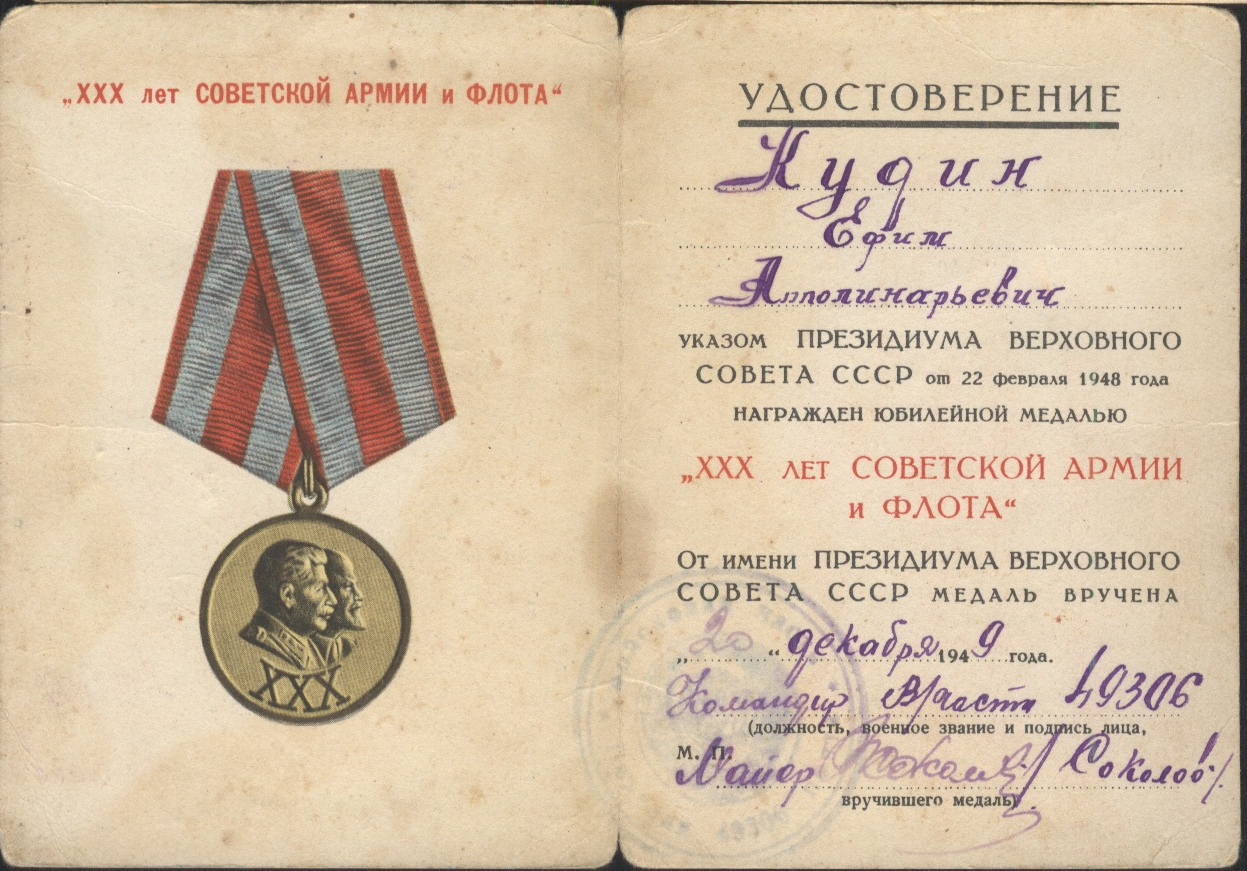 „XXX лет СОВЕТСКОЙ АРМИИ и ФЛОТА“
XXX
УДОСТОВЕРЕНИЕ
Кудин
Ефим
Апполинарьевич
УКАЗОМ ПРЕЗИДИУМА ВЕРХОВНОГО
СОВЕТА СССР от 22 февраля 1948 года
НАГРАЖДЕН ЮБИЛЕЙНОЙ МЕДАЛЬЮ
„XXX ЛЕТ СОВЕТСКОЙ АРМИИ
и ФЛОТА“
От имени ПРЕЗИДИУМА ВЕРХОВНОГО
СОВЕТА СССР МЕДАЛЬ ВРУЧЕНА
„20“ декабря 1949 года.
Командир В/части 49306
(должность, военное звание и подпись лица,
М. П.
Майор /Соколов/
вручившего медаль)